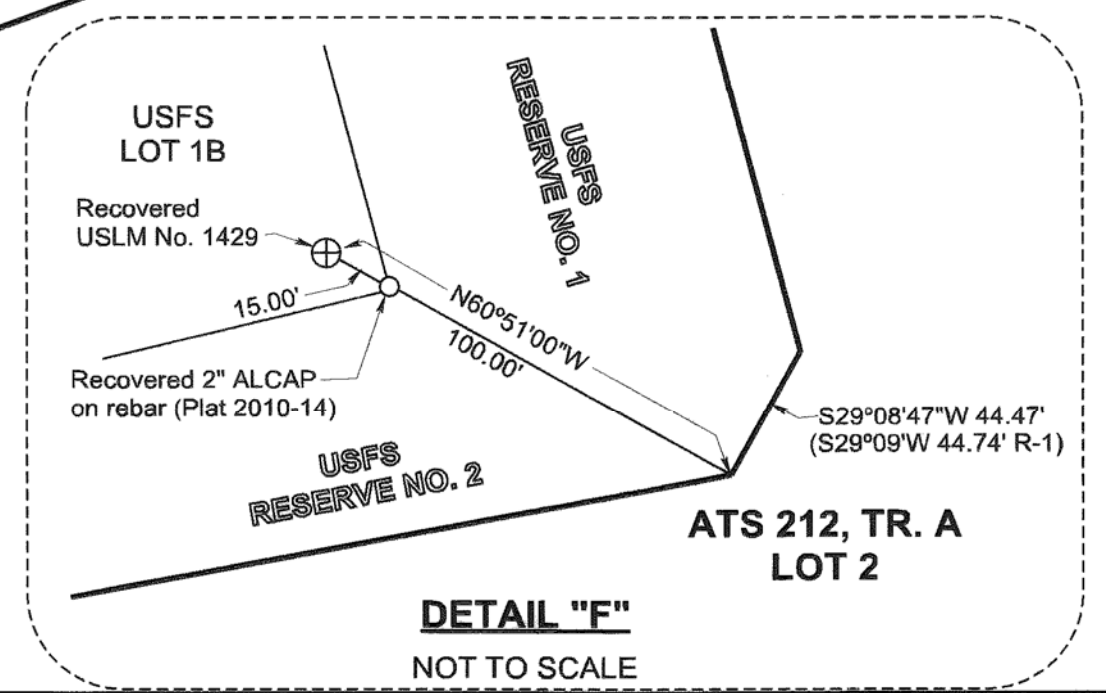 USFS
LOT 1B
USFS
RESERVE NO. 1
Recovered
USLM No. 1429
15.00'
N60°51'00"W
100.00'
Recovered 2" ALCAP
on rebar (Plat 2010-14)
S29°08'47"W 44.47'
(S29°09'W 44.74' R-1)
USFS
RESERVE NO. 2
ATS 212, TR. A
LOT 2
DETAIL "F"
NOT TO SCALE